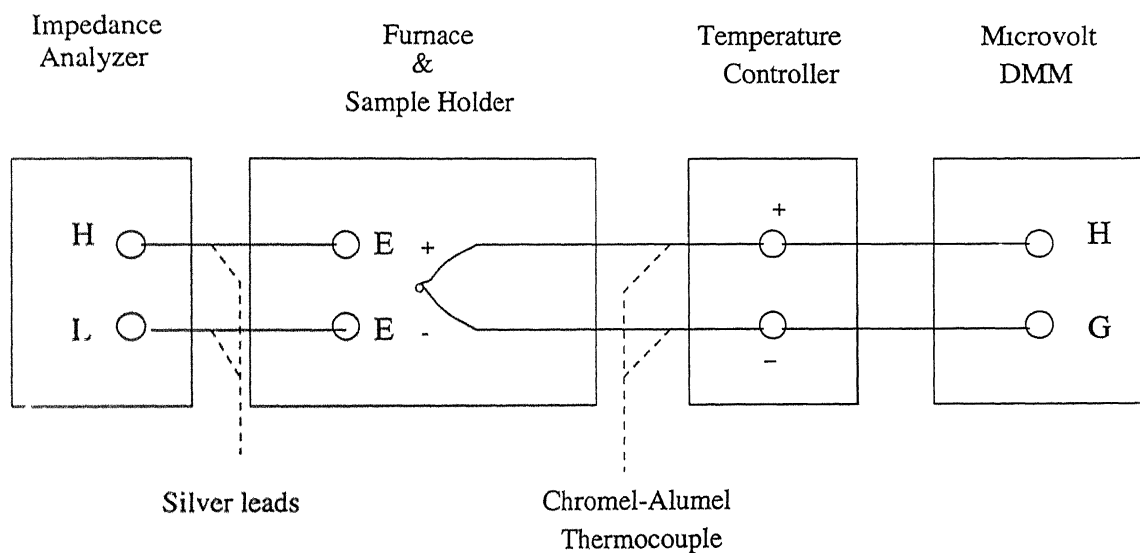 Impedance
Analyzer
Furnace
&
Sample Holder
Temperature
Controller
Microvolt
DMM
H
E
+
+
H
L
E
-
-
G
Silver leads
Chromel-Alumel
Thermocouple